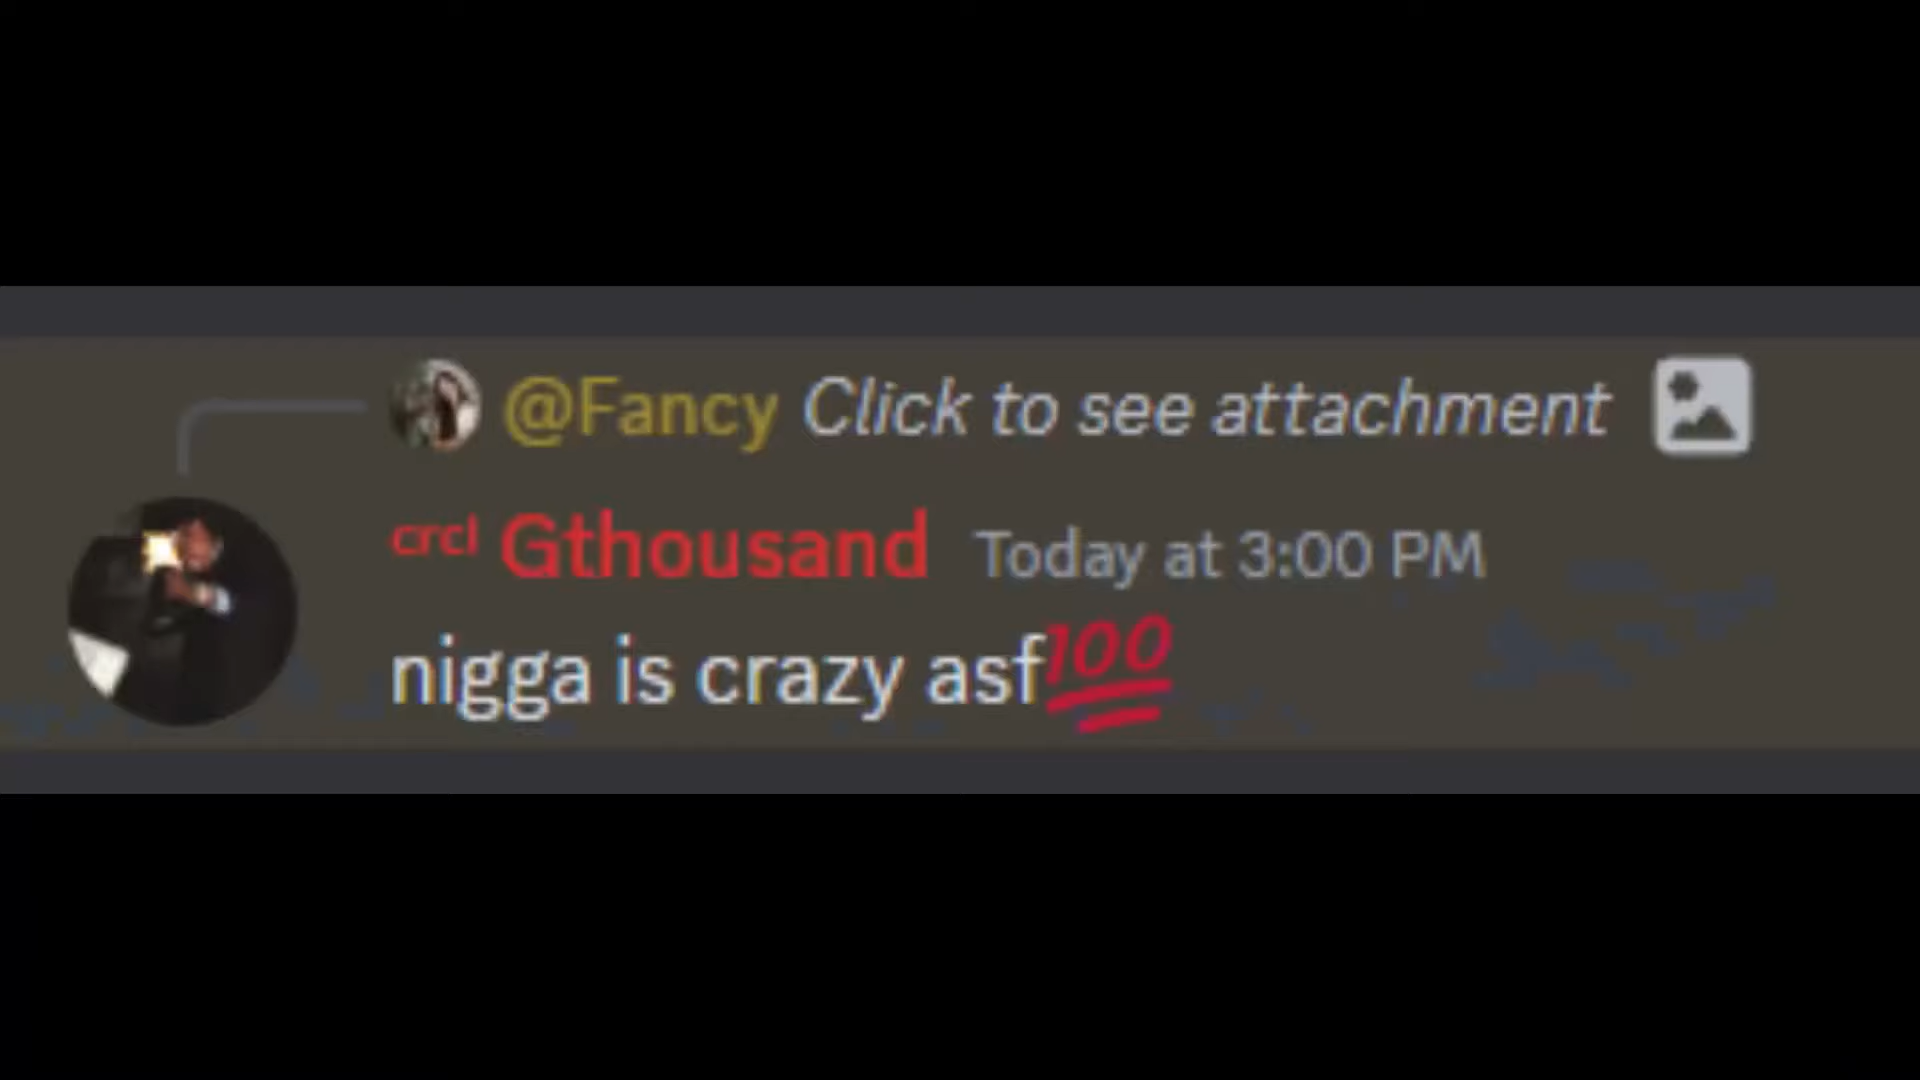 @Fancy Click to see attachment
crcl Gthousand Today at 3:00 PM
nigga is crazy asf💯